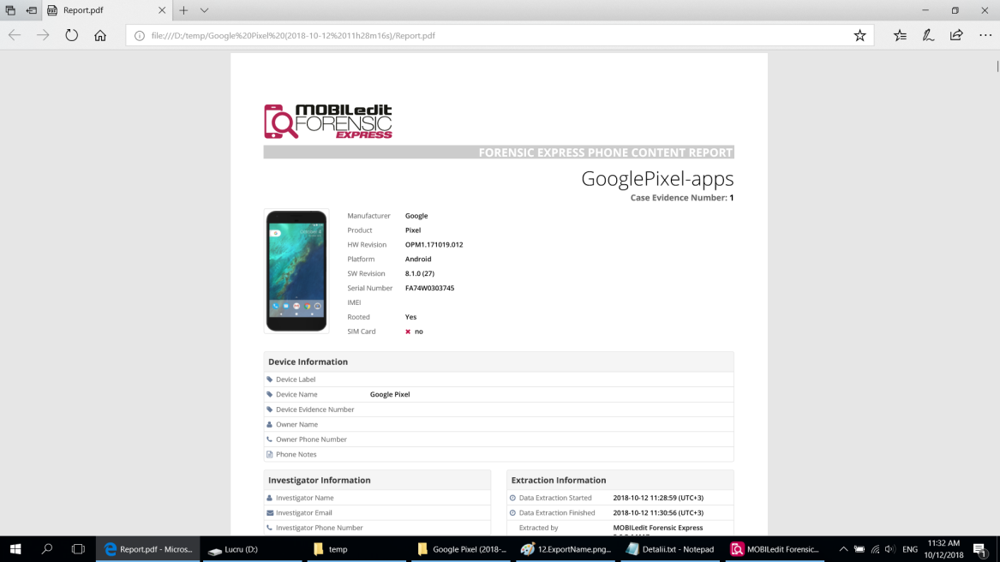 Report.pdf
file:///D:/temp/Google%20Pixel%20(2018-10-12%2011h28m16s)/Report.pdf
MOBILedit
FORENSIC
EXPRESS
FORENSIC EXPRESS PHONE CONTENT REPORT
GooglePixel-apps
Case Evidence Number: 1
Manufacturer Google
Product Pixel
HW Revision OPM1.171019.012
Platform Android
SW Revision 8.1.0 (27)
Serial Number FA74W0303745
IMEI
Rooted Yes
SIM Card no
Device Information
Device Label
Device Name Google Pixel
Device Evidence Number
Owner Name
Owner Phone Number
Phone Notes
Investigator Information
Investigator Name
Investigator Email
Investigator Phone Number
Extraction Information
Data Extraction Started 2018-10-12 11:28:59 (UTC+3)
Data Extraction Finished 2018-10-12 11:30:56 (UTC+3)
Extracted by MOBILedit Forensic Express
Report.pdf - Micros...
Lucru (D:)
temp
Google Pixel (2018-...
12.ExportName.png...
Detalii.txt - Notepad
MOBILedit Forensic...
ENG
11:32 AM
10/12/2018
1